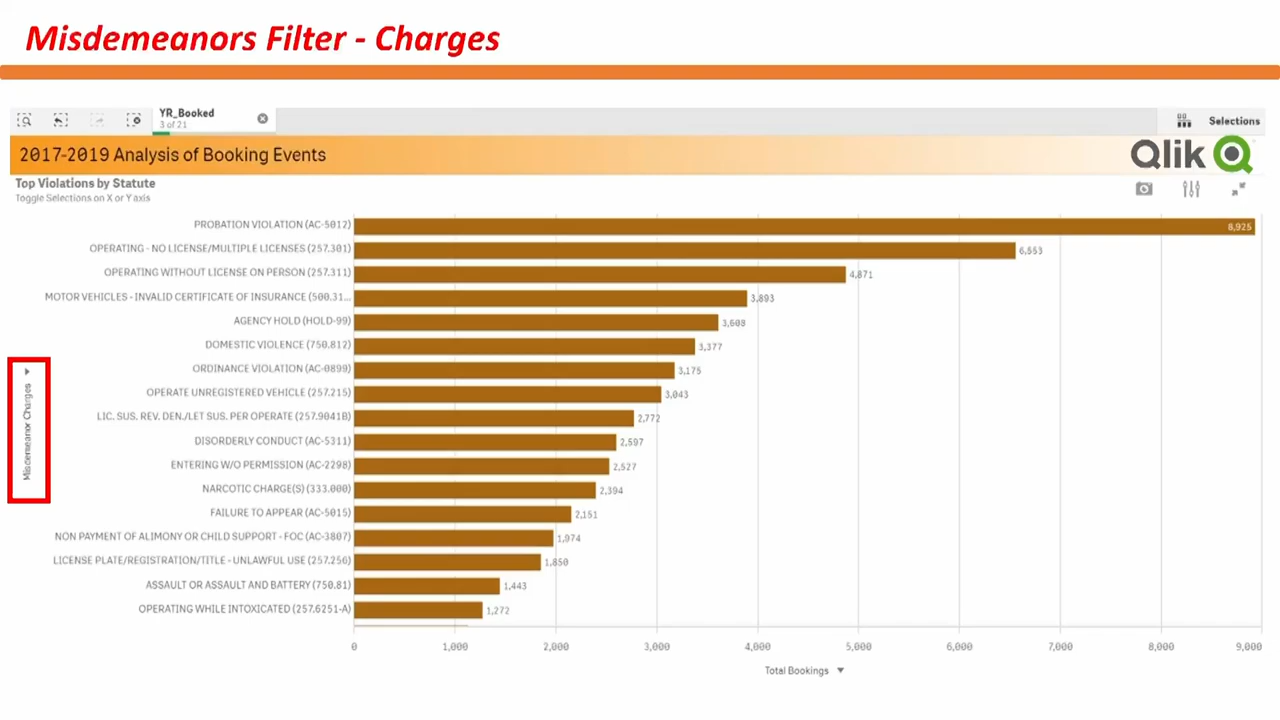 Misdemeanors Filter - Charges
YR_Booked
3 of 21
Selections
2017-2019 Analysis of Booking Events
Qlik
Top Violations by Statute
Toggle Selections on X or Y axis
PROBATION VIOLATION (AC-5012)
8,925
OPERATING - NO LICENSE/MULTIPLE LICENSES (257.301)
6,553
OPERATING WITHOUT LICENSE ON PERSON (257.311)
4,871
MOTOR VEHICLES - INVALID CERTIFICATE OF INSURANCE (500.31...
3,893
AGENCY HOLD (HOLD-99)
3,608
DOMESTIC VIOLENCE (750.812)
3,377
ORDINANCE VIOLATION (AC-0899)
3,175
OPERATE UNREGISTERED VEHICLE (257.215)
3,043
LIC. SUS. REV. DEN./LET SUS. PER OPERATE (257.9041B)
2,772
DISORDERLY CONDUCT (AC-5311)
2,597
ENTERING W/O PERMISSION (AC-2298)
2,527
NARCOTIC CHARGE(S) (333.000)
2,394
FAILURE TO APPEAR (AC-5015)
2,151
NON PAYMENT OF ALIMONY OR CHILD SUPPORT - FOC (AC-3807)
1,974
LICENSE PLATE/REGISTRATION/TITLE - UNLAWFUL USE (257.256)
1,850
ASSAULT OR ASSAULT AND BATTERY (750.81)
1,443
OPERATING WHILE INTOXICATED (257.6251-A)
1,272
Misdemeanor Charges
0 1,000 2,000 3,000 4,000 5,000 6,000 7,000 8,000 9,000
Total Bookings